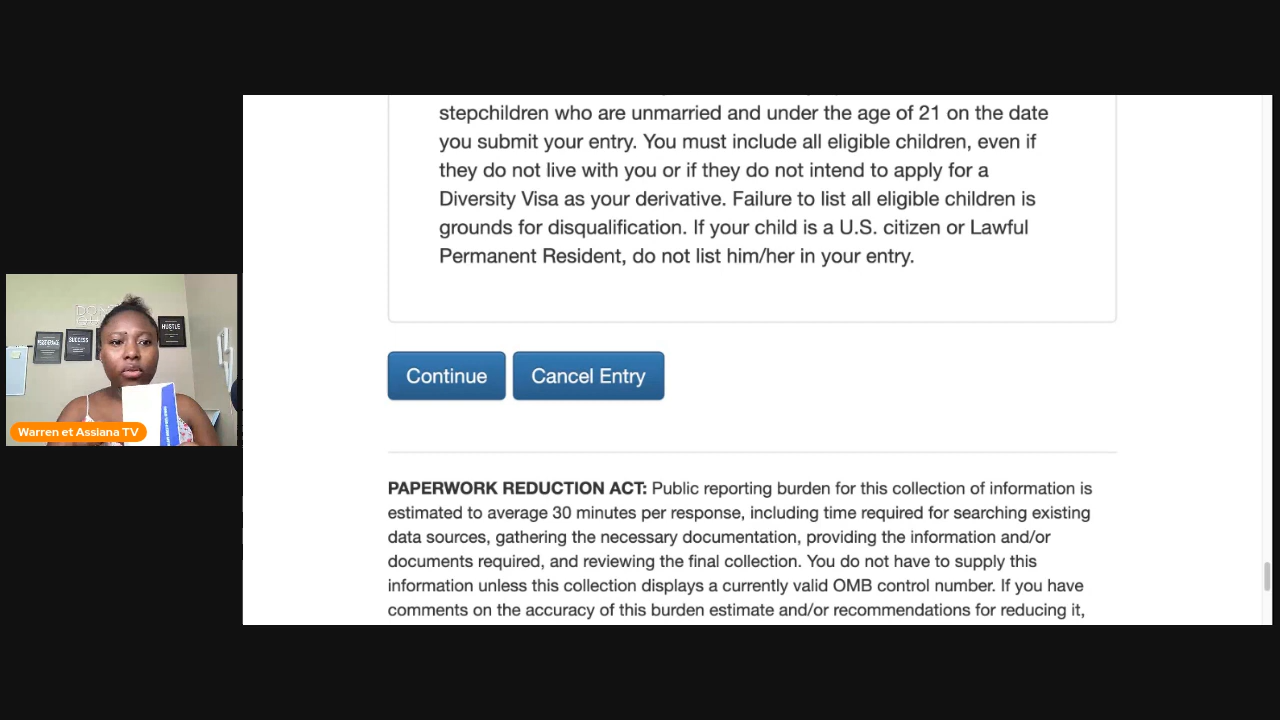 stepchildren who are unmarried and under the age of 21 on the date
you submit your entry. You must include all eligible children, even if
they do not live with you or if they do not intend to apply for a
Diversity Visa as your derivative. Failure to list all eligible children is
grounds for disqualification. If your child is a U.S. citizen or Lawful
Permanent Resident, do not list him/her in your entry.
Continue
Cancel Entry
PAPERWORK REDUCTION ACT: Public reporting burden for this collection of information is
estimated to average 30 minutes per response, including time required for searching existing
data sources, gathering the necessary documentation, providing the information and/or
documents required, and reviewing the final collection. You do not have to supply this
information unless this collection displays a currently valid OMB control number. If you have
comments on the accuracy of this burden estimate and/or recommendations for reducing it,
SUCCESS
HUSTLE
Warren et Assiana TV